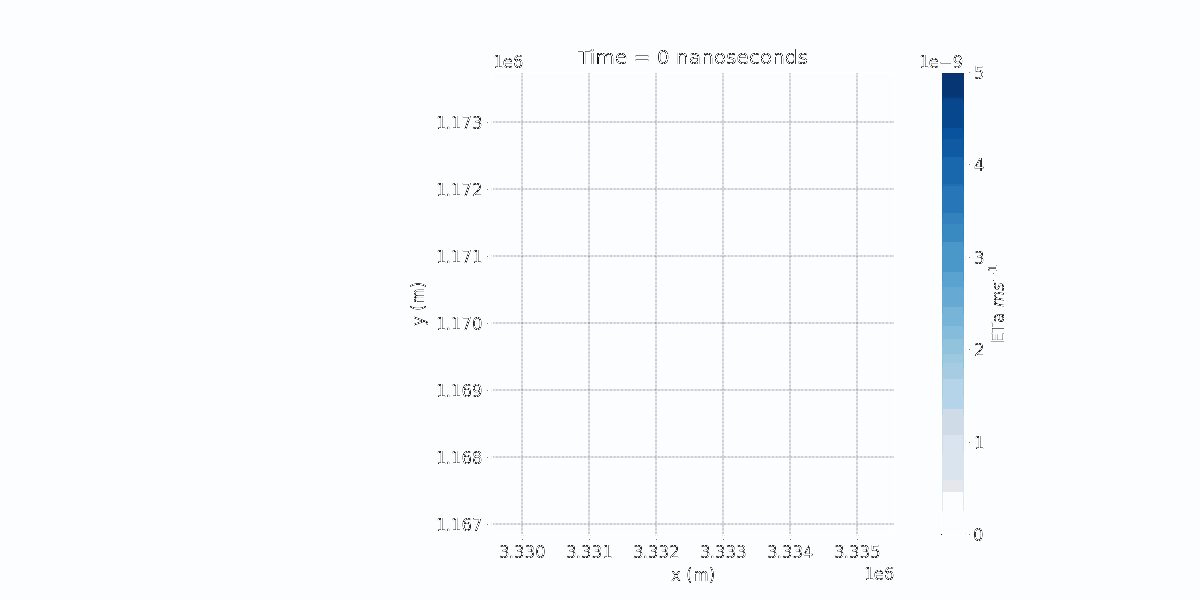 Time = 0 nanoseconds
1e6
1e−9
5
1.173
4
1.172
1.171
3
y (m)
ETa ms⁻¹
1.170
2
1.169
1
1.168
1.167
0
3.330 3.331 3.332 3.333 3.334 3.335
x (m)
1e6